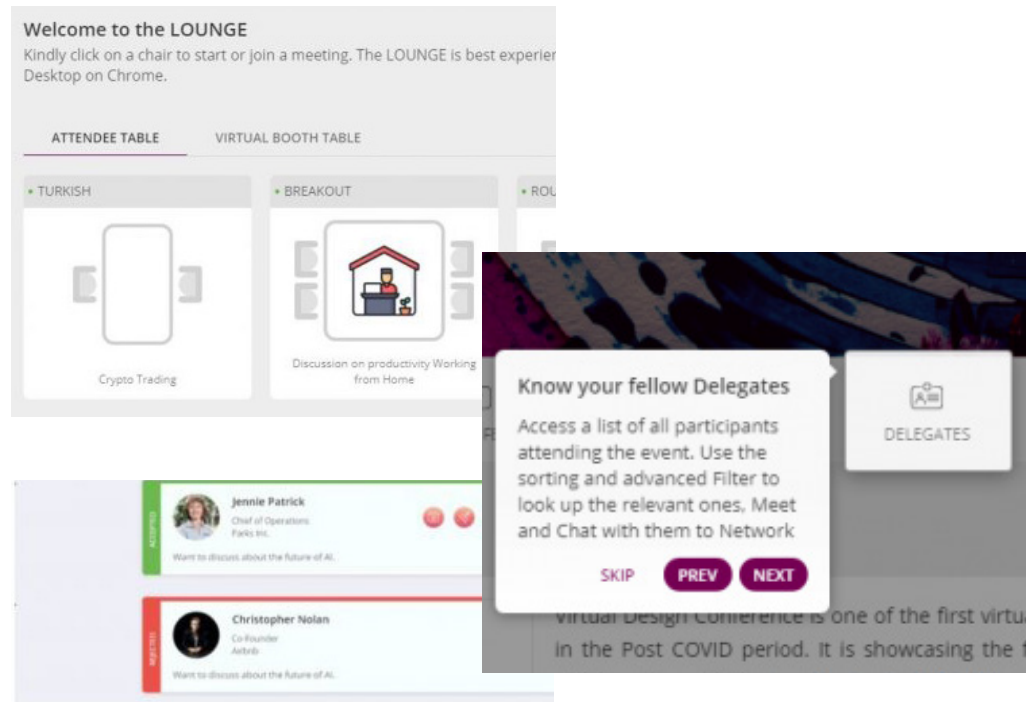 Welcome to the LOUNGE
Kindly click on a chair to start or join a meeting. The LOUNGE is best experien
Desktop on Chrome.
ATTENDEE TABLE
VIRTUAL BOOTH TABLE
• TURKISH
• BREAKOUT
• ROU
Crypto Trading
Discussion on productivity Working
from Home
Know your fellow Delegates
Access a list of all participants
attending the event. Use the
sorting and advanced Filter to
look up the relevant ones, Meet
and Chat with them to Network
SKIP
PREV
NEXT
DELEGATES
Virtual Design Conference is one of the first virtua
in the Post COVID period. It is showcasing the f
ACCEPTED
Jennie Patrick
Chief of Operations
Parks Inc.
Want to discuss about the future of AI.
REJECTED
Christopher Nolan
Co-Founder
Airbnb
Want to discuss about the future of AI.